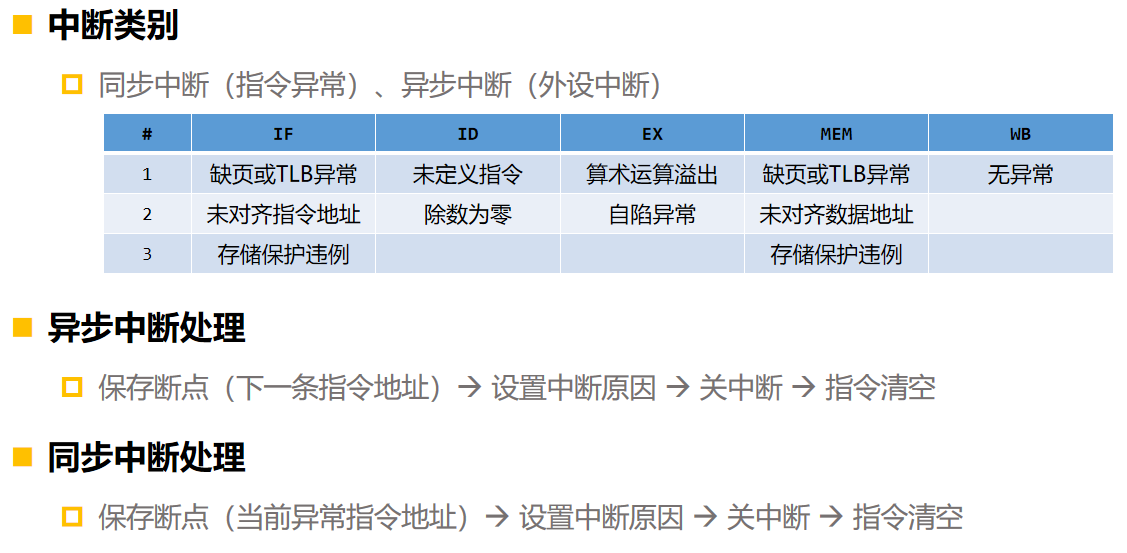 中断类别
同步中断（指令异常）、异步中断（外设中断）
# IF ID EX MEM WB
1 缺页或TLB异常 未定义指令 算术运算溢出 缺页或TLB异常 无异常
2 未对齐指令地址 除数为零 自陷异常 未对齐数据地址
3 存储保护违例 存储保护违例
异步中断处理
保存断点（下一条指令地址）→ 设置中断原因 → 关中断 → 指令清空
同步中断处理
保存断点（当前异常指令地址）→ 设置中断原因 → 关中断 → 指令清空